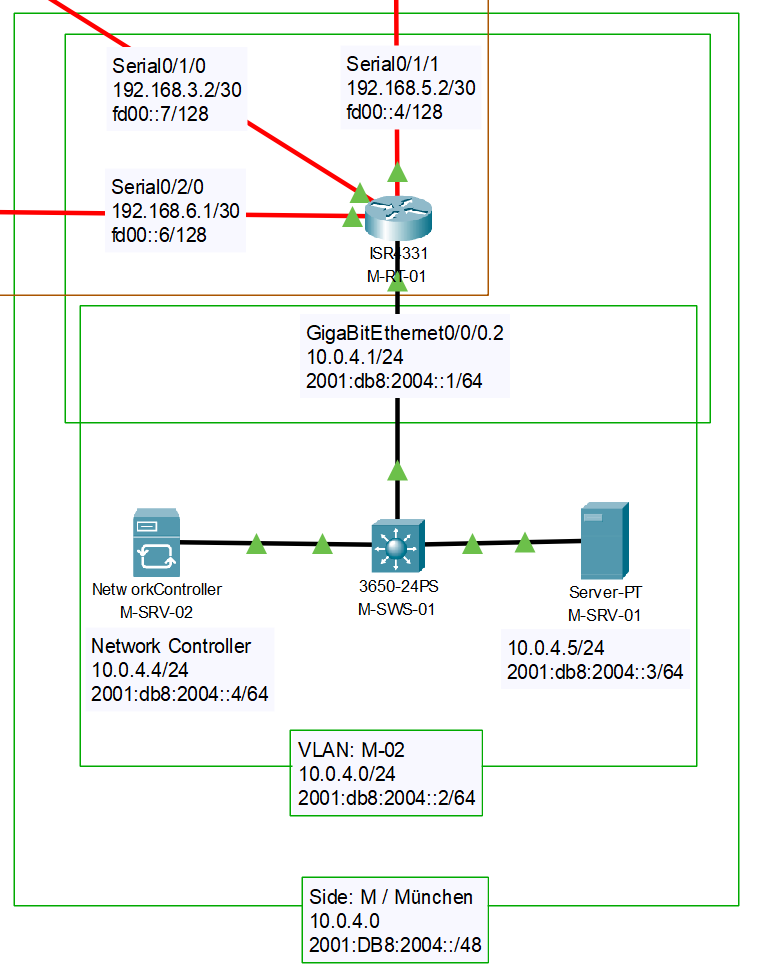 Serial0/1/0
192.168.3.2/30
fd00::7/128
Serial0/1/1
192.168.5.2/30
fd00::4/128
Serial0/2/0
192.168.6.1/30
fd00::6/128
ISR4331
M-RT-01
GigaBitEthernet0/0/0.2
10.0.4.1/24
2001:db8:2004::1/64
NetworkController
M-SRV-02
3650-24PS
M-SWS-01
Server-PT
M-SRV-01
Network Controller
10.0.4.4/24
2001:db8:2004::4/64
10.0.4.5/24
2001:db8:2004::3/64
VLAN: M-02
10.0.4.0/24
2001:db8:2004::2/64
Side: M / München
10.0.4.0
2001:DB8:2004::/48